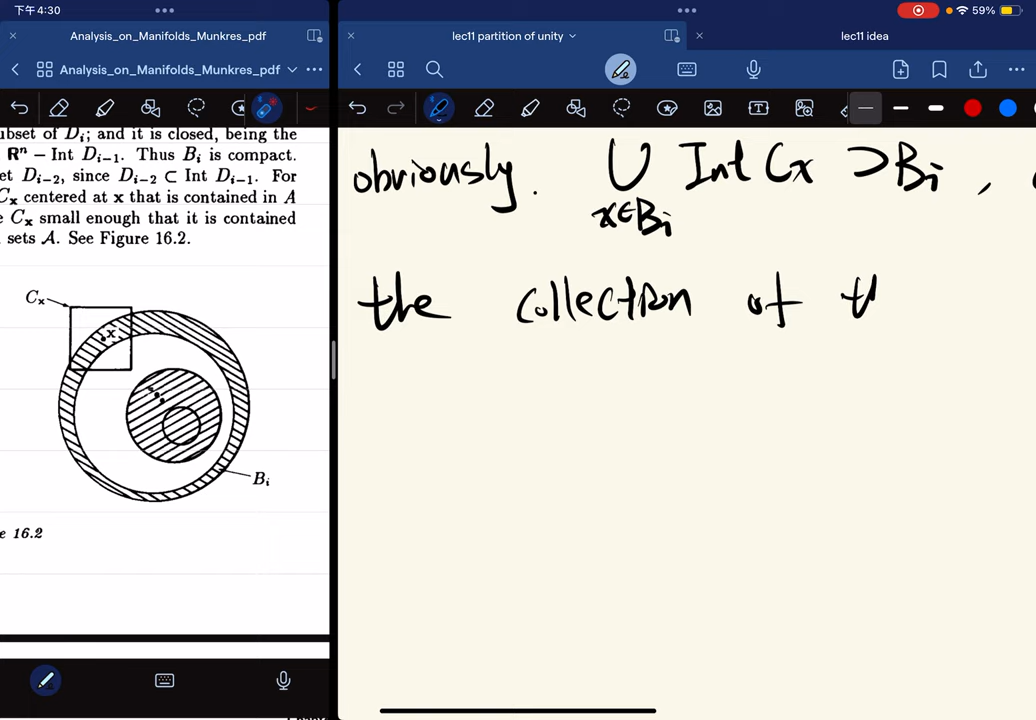 下午4:30
59%
Analysis_on_Manifolds_Munkres_pdf
lec11 partition of unity
lec11 idea
Analysis_on_Manifolds_Munkres_pdf
ubset of Di; and it is closed, being the
Rⁿ – Int Di−1. Thus Bi is compact.
et Di−2, since Di−2 ⊂ Int Di−1. For
Cx centered at x that is contained in A
e Cx small enough that it is contained
sets A. See Figure 16.2.
Cx
x
Bi
e 16.2
obviously. ∪ Int Cx ⊃ Bi ,
x∈Bi
the collection of th